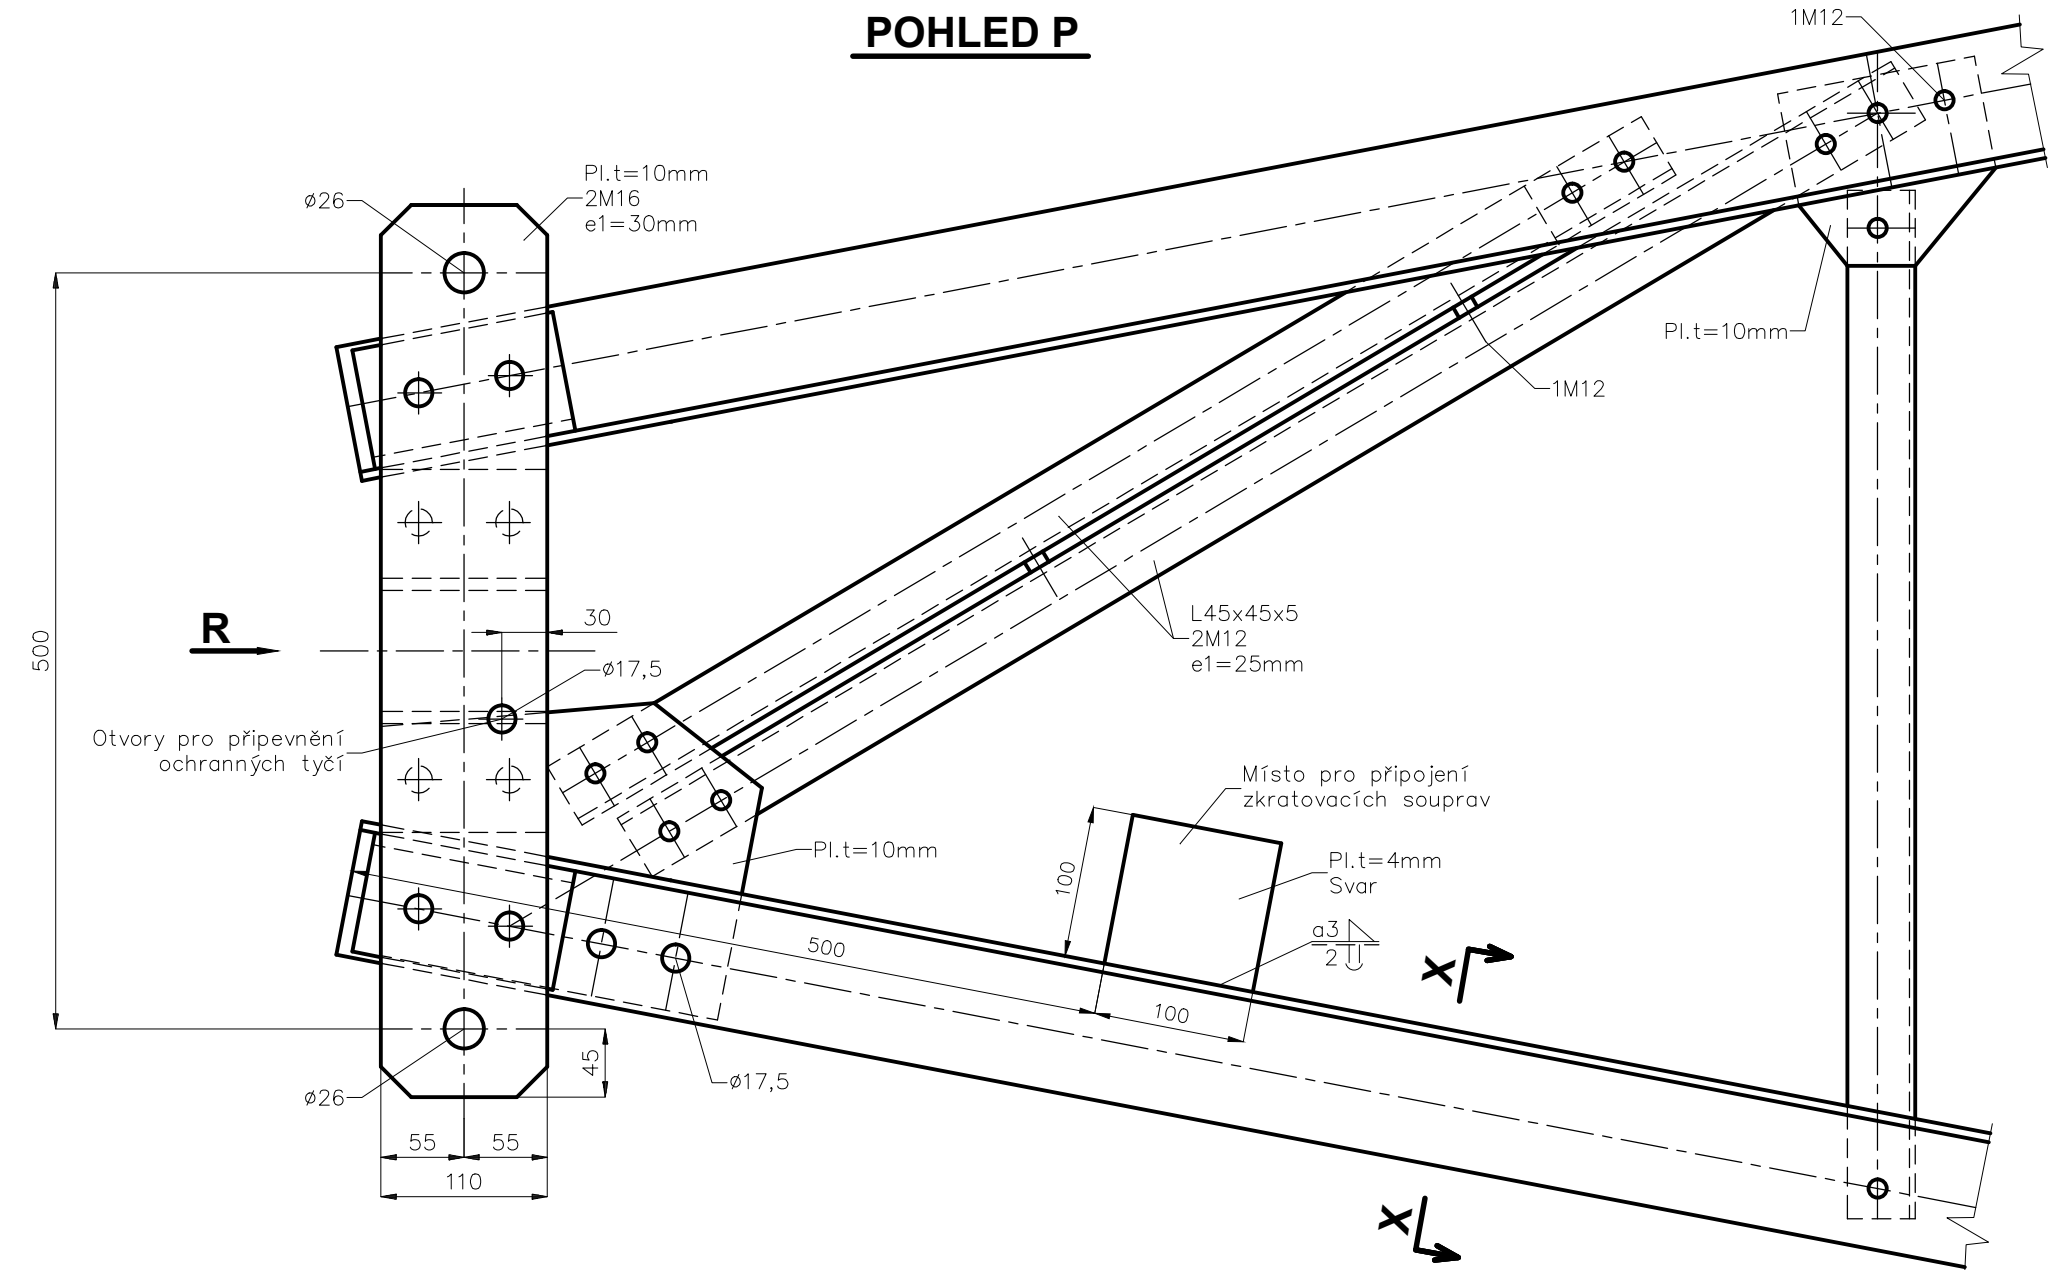 POHLED P
1M12
Pl.t=10mm
2M16
e1=30mm
ø26
Pl.t=10mm
1M12
L45x45x5
2M12
e1=25mm
R
30
500
ø17,5
Otvory pro připevnění
ochranných tyčí
Místo pro připojení
zkratovacích souprav
Pl.t=10mm
Pl.t=4mm
Svar
100
a3
2
500
X
100
45
ø17,5
ø26
55
55
110
X